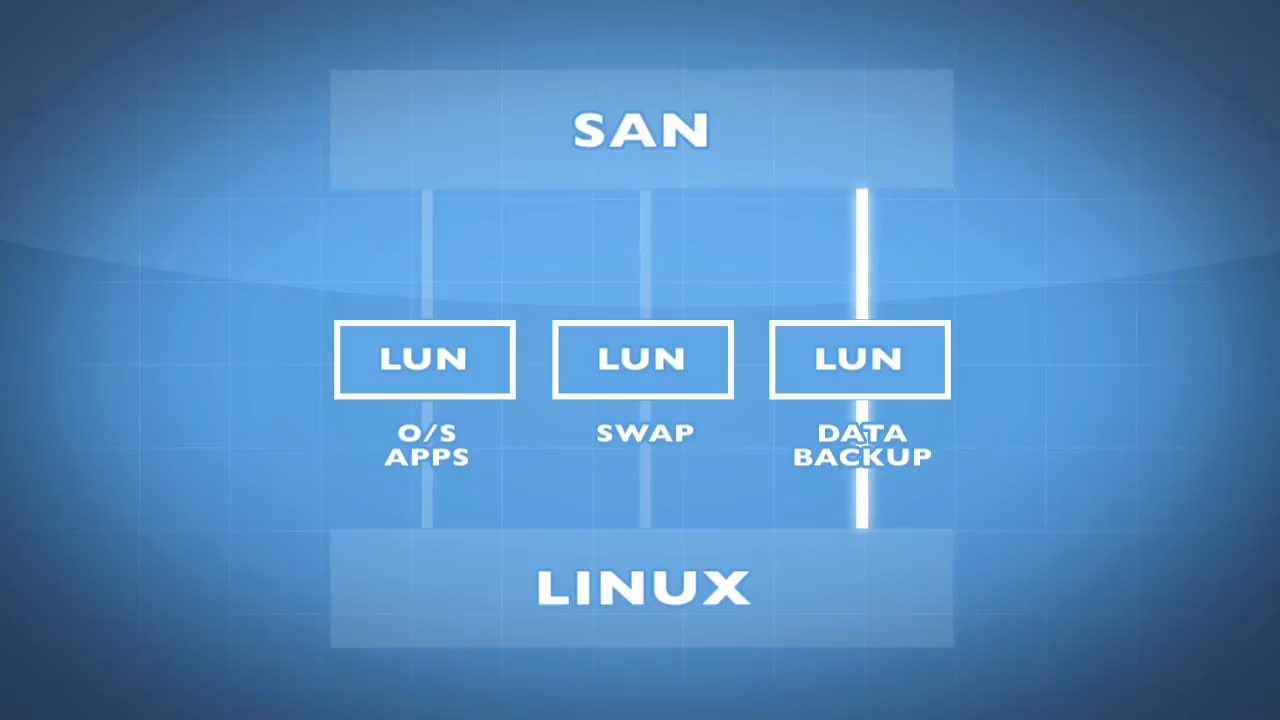 SAN
LUN
LUN
LUN
O/S
APPS
SWAP
DATA
BACKUP
LINUX